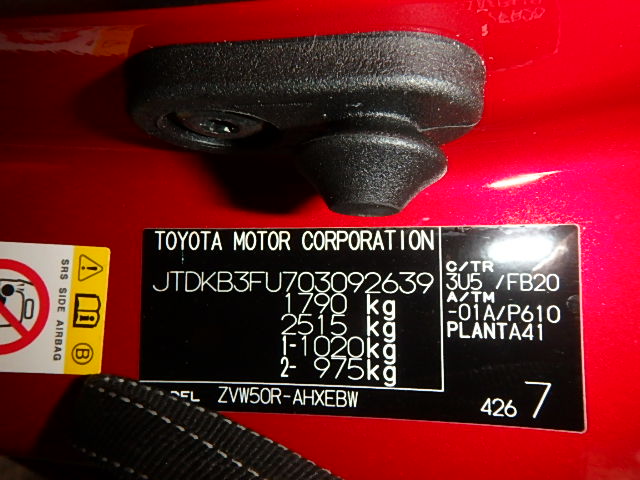 TOYOTA MOTOR CORPORATION
JTDKB3FU703092639
1790 kg
2515 kg
1-1020kg
2- 975kg
C/TR
3U5 /FB20
A/TM
-01A/P610
PLANTA41
ZVW50R-AHXEBW
426 7
SRS SIDE AIRBAG
B